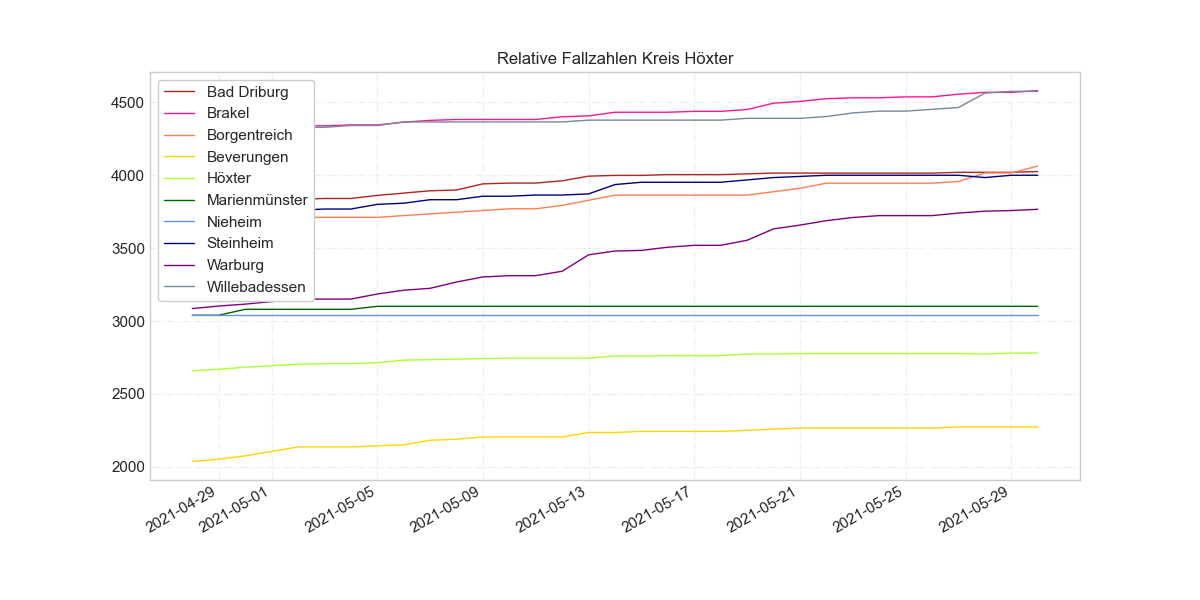 Relative Fallzahlen Kreis Höxter
Bad Driburg
Brakel
Borgentreich
Beverungen
Höxter
Marienmünster
Nieheim
Steinheim
Warburg
Willebadessen
4500
4000
3500
3000
2500
2000
2021-04-29
2021-05-01
2021-05-05
2021-05-09
2021-05-13
2021-05-17
2021-05-21
2021-05-25
2021-05-29